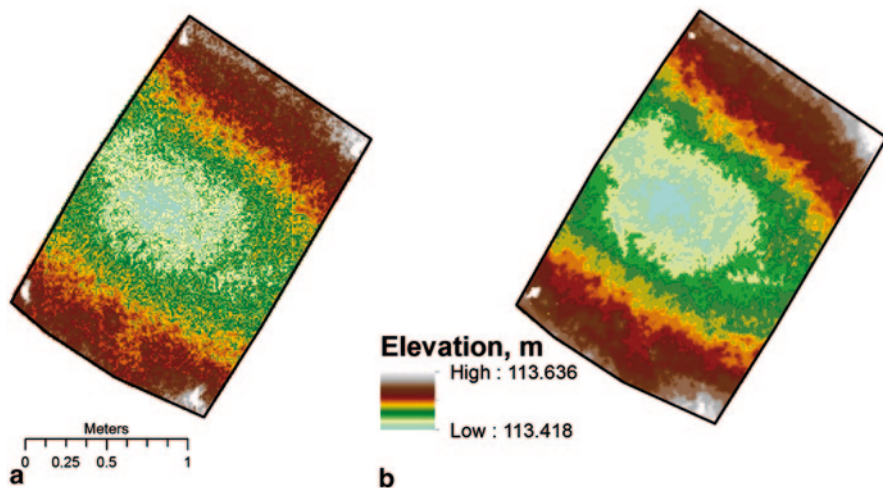 Elevation, m
High : 113.636
Low : 113.418
Meters
0 0.25 0.5 1
a
b